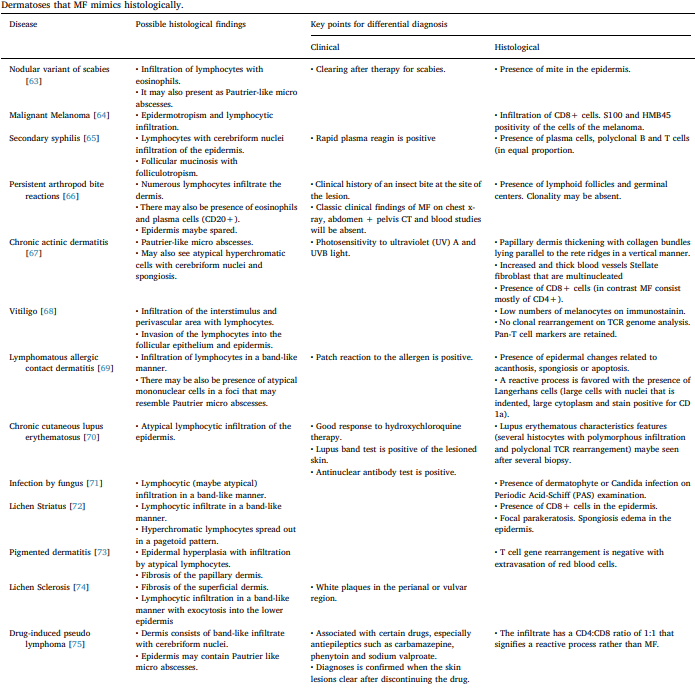 Dermatoses that MF mimics histologically.
Disease Possible histological findings Key points for differential diagnosis
Clinical Histological
Nodular variant of scabies
[63]
• Infiltration of lymphocytes with
eosinophils.
• It may also present as Pautrier-like micro
abscesses.
• Clearing after therapy for scabies.
• Presence of mite in the epidermis.
Malignant Melanoma [64]
• Epidermotropism and lymphocytic
infiltration.
• Infiltration of CD8+ cells. S100 and HMB45
positivity of the cells of the melanoma.
Secondary syphilis [65]
• Lymphocytes with cerebriform nuclei
infiltration of the epidermis.
• Follicular mucinosis with
folliculotropism.
• Rapid plasma reagin is positive
• Presence of plasma cells, polyclonal B and T cells
(in equal proportion.
Persistent arthropod bite
reactions [66]
• Numerous lymphocytes infiltrate the
dermis.
• There may also be presence of eosinophils
and plasma cells (CD20+).
• Epidermis maybe spared.
• Clinical history of an insect bite at the site of
the lesion.
• Classic clinical findings of MF on chest x-
ray, abdomen + pelvis CT and blood studies
will be absent.
• Presence of lymphoid follicles and germinal
centers. Clonality may be absent.
Chronic actinic dermatitis
[67]
• Pautrier-like micro abscesses.
• May also see atypical hyperchromatic
cells with cerebriform nuclei and
spongiosis.
• Photosensitivity to ultraviolet (UV) A and
UVB light.
• Papillary dermis thickening with collagen bundles
lying parallel to the rete ridges in a vertical manner.
• Increased and thick blood vessels Stellate
fibroblast that are multinucleated
• Presence of CD8+ cells (in contrast MF consist
mostly of CD4+).
Vitiligo [68]
• Infiltration of the interstimulus and
perivascular area with lymphocytes.
• Invasion of the lymphocytes into the
follicular epithelium and epidermis.
• Low numbers of melanocytes on immunostain.
• No clonal rearrangement on TCR genome analysis.
Pan-T cell markers are retained.
Lymphomatous allergic
contact dermatitis [69]
• Infiltration of lymphocytes in a band-like
manner.
• There may be also be presence of atypical
mononuclear cells in a foci that may
resemble Pautrier micro abscesses.
• Patch reaction to the allergen is positive.
• Presence of epidermal changes related to
acanthosis, spongiosis or apoptosis.
• A reactive process is favored with the presence of
Langerhans cells (large cells with nuclei that is
indented, large cytoplasm and stain positive for CD
1a).
Chronic cutaneous lupus
erythematosus [70]
• Atypical lymphocytic infiltration of the
epidermis.
• Good response to hydroxychloroquine
therapy.
• Lupus band test is positive of the lesioned
skin.
• Antinuclear antibody test is positive.
• Lupus erythematous characteristics features
(several histocytes with polymorphous infiltration
and polyclonal TCR rearrangement) maybe seen
after several biopsy.
Infection by fungus [71]
• Lymphocytic (maybe atypical)
infiltration in a band-like manner.
• Presence of dermatophyte or Candida infection on
Periodic Acid-Schiff (PAS) examination.
Lichen Striatus [72]
• Lymphocytic infiltrate in a band-like
manner.
• Hyperchromatic lymphocytes spread out
in a pagetoid pattern.
• Presence of CD8+ cells in the epidermis.
• Focal parakeratosis. Spongiosis edema in the
epidermis.
Pigmented dermatitis [73]
• Epidermal hyperplasia with infiltration
by atypical lymphocytes.
• Fibrosis of the papillary dermis.
• T cell gene rearrangement is negative with
extravasation of red blood cells.
Lichen Sclerosis [74]
• Fibrosis of the superficial dermis.
• Lymphocytic infiltration in a band-like
manner with exocytosis into the lower
epidermis
• White plaques in the perianal or vulvar
region.
Drug-induced pseudo
lymphoma [75]
• Dermis consists of band-like infiltrate
with cerebriform nuclei.
• Epidermis may contain Pautrier like
micro abscesses.
• Associated with certain drugs, especially
antiepileptics such as carbamazepine,
phenytoin and sodium valproate.
• Diagnoses is confirmed when the skin
lesions clear after discontinuing the drug.
• The infiltrate has a CD4:CD8 ratio of 1:1 that
signifies a reactive process rather than MF.